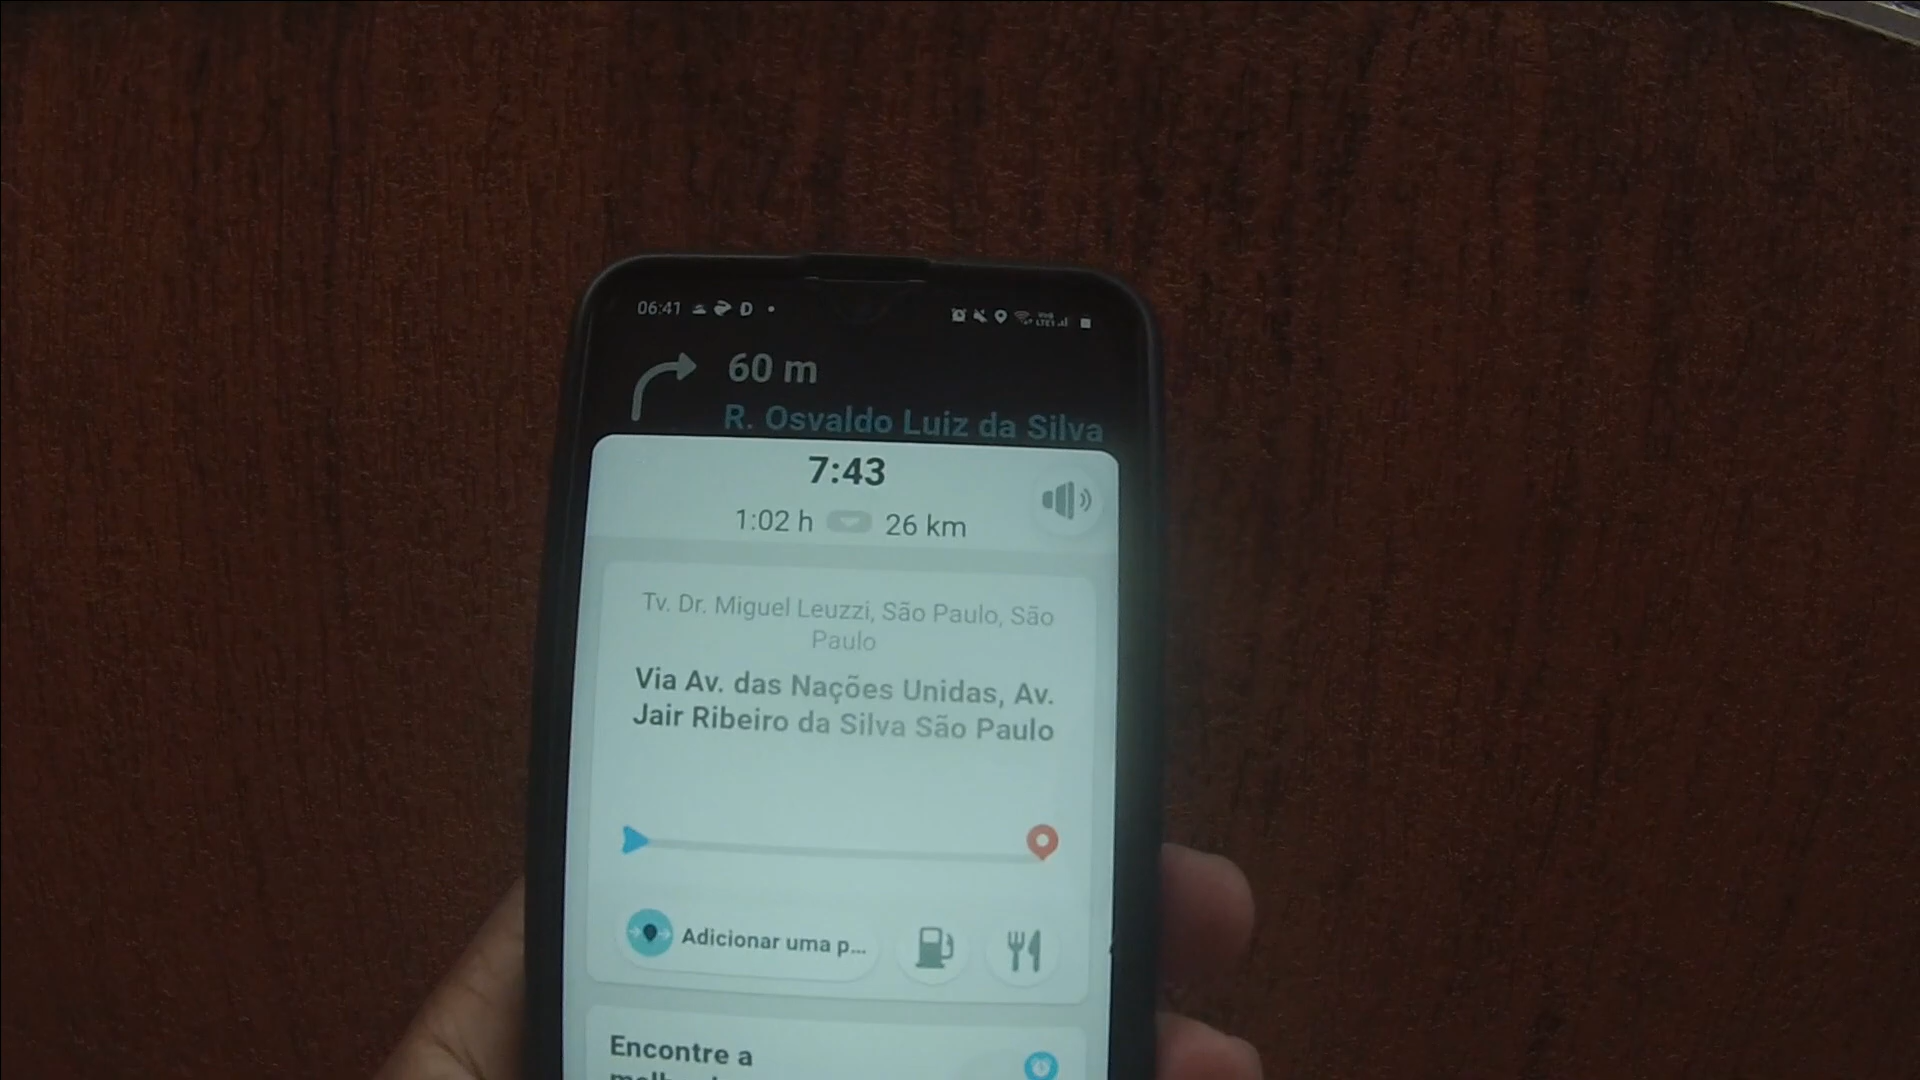 06:41 D
60 m
R. Osvaldo Luiz da Silva
7:43
1:02 h 26 km
Tv. Dr. Miguel Leuzzi, São Paulo, São
Paulo
Via Av. das Nações Unidas, Av.
Jair Ribeiro da Silva São Paulo
Adicionar uma p...
Encontre a